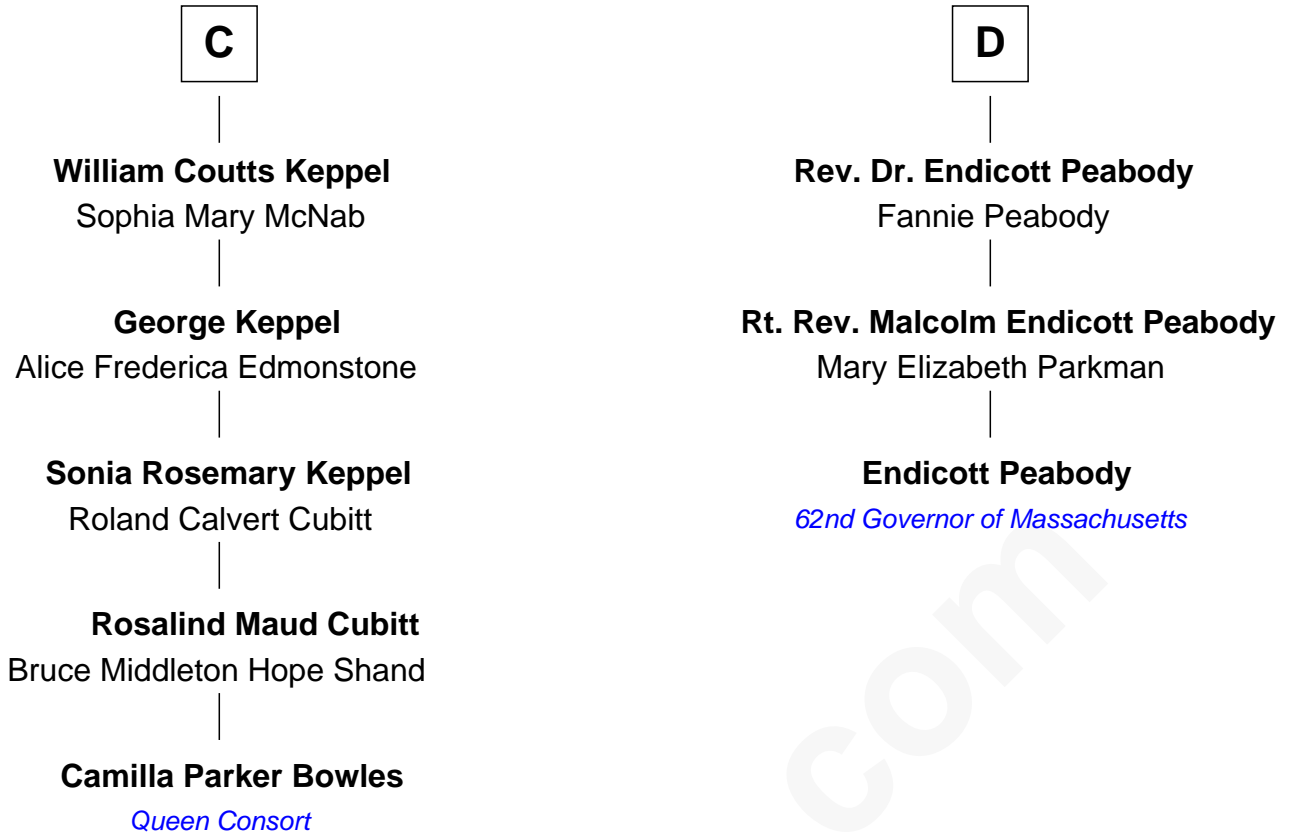 C
William Coutts Keppel
Sophia Mary McNab
George Keppel
Alice Frederica Edmonstone
Sonia Rosemary Keppel
Roland Calvert Cubitt
Rosalind Maud Cubitt
Bruce Middleton Hope Shand
Camilla Parker Bowles
Queen Consort
D
Rev. Dr. Endicott Peabody
Fannie Peabody
Rt. Rev. Malcolm Endicott Peabody
Mary Elizabeth Parkman
Endicott Peabody
62nd Governor of Massachusetts
com